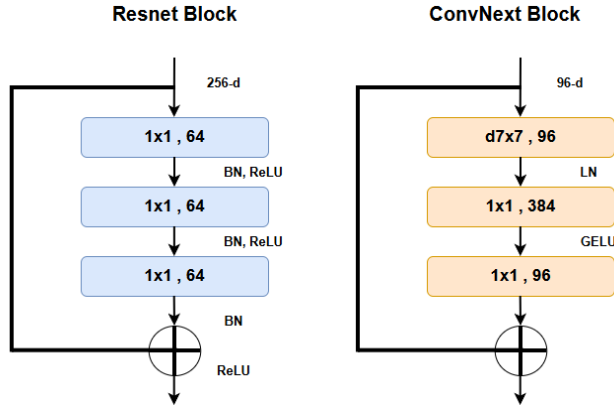 Resnet Block
256-d
1x1 , 64
BN, ReLU
1x1 , 64
BN, ReLU
1x1 , 64
BN
ReLU
ConvNext Block
96-d
d7x7 , 96
LN
1x1 , 384
GELU
1x1 , 96